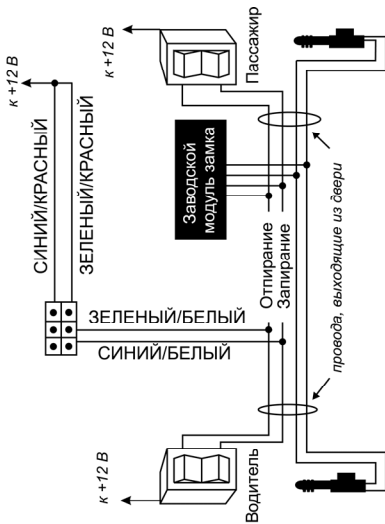 к +12 В
СИНИЙ/КРАСНЫЙ
ЗЕЛЕНЫЙ/КРАСНЫЙ
к +12 В
Пассажир
Заводской
модуль замка
ЗЕЛЕНЫЙ/БЕЛЫЙ
СИНИЙ/БЕЛЫЙ
Отпирание
Запирание
провода, выходящие из двери
к +12 В
Водитель